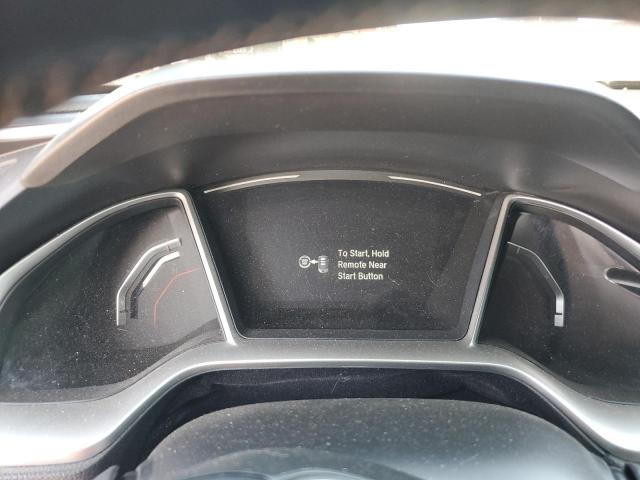 To Start, Hold
Remote Near
Start Button